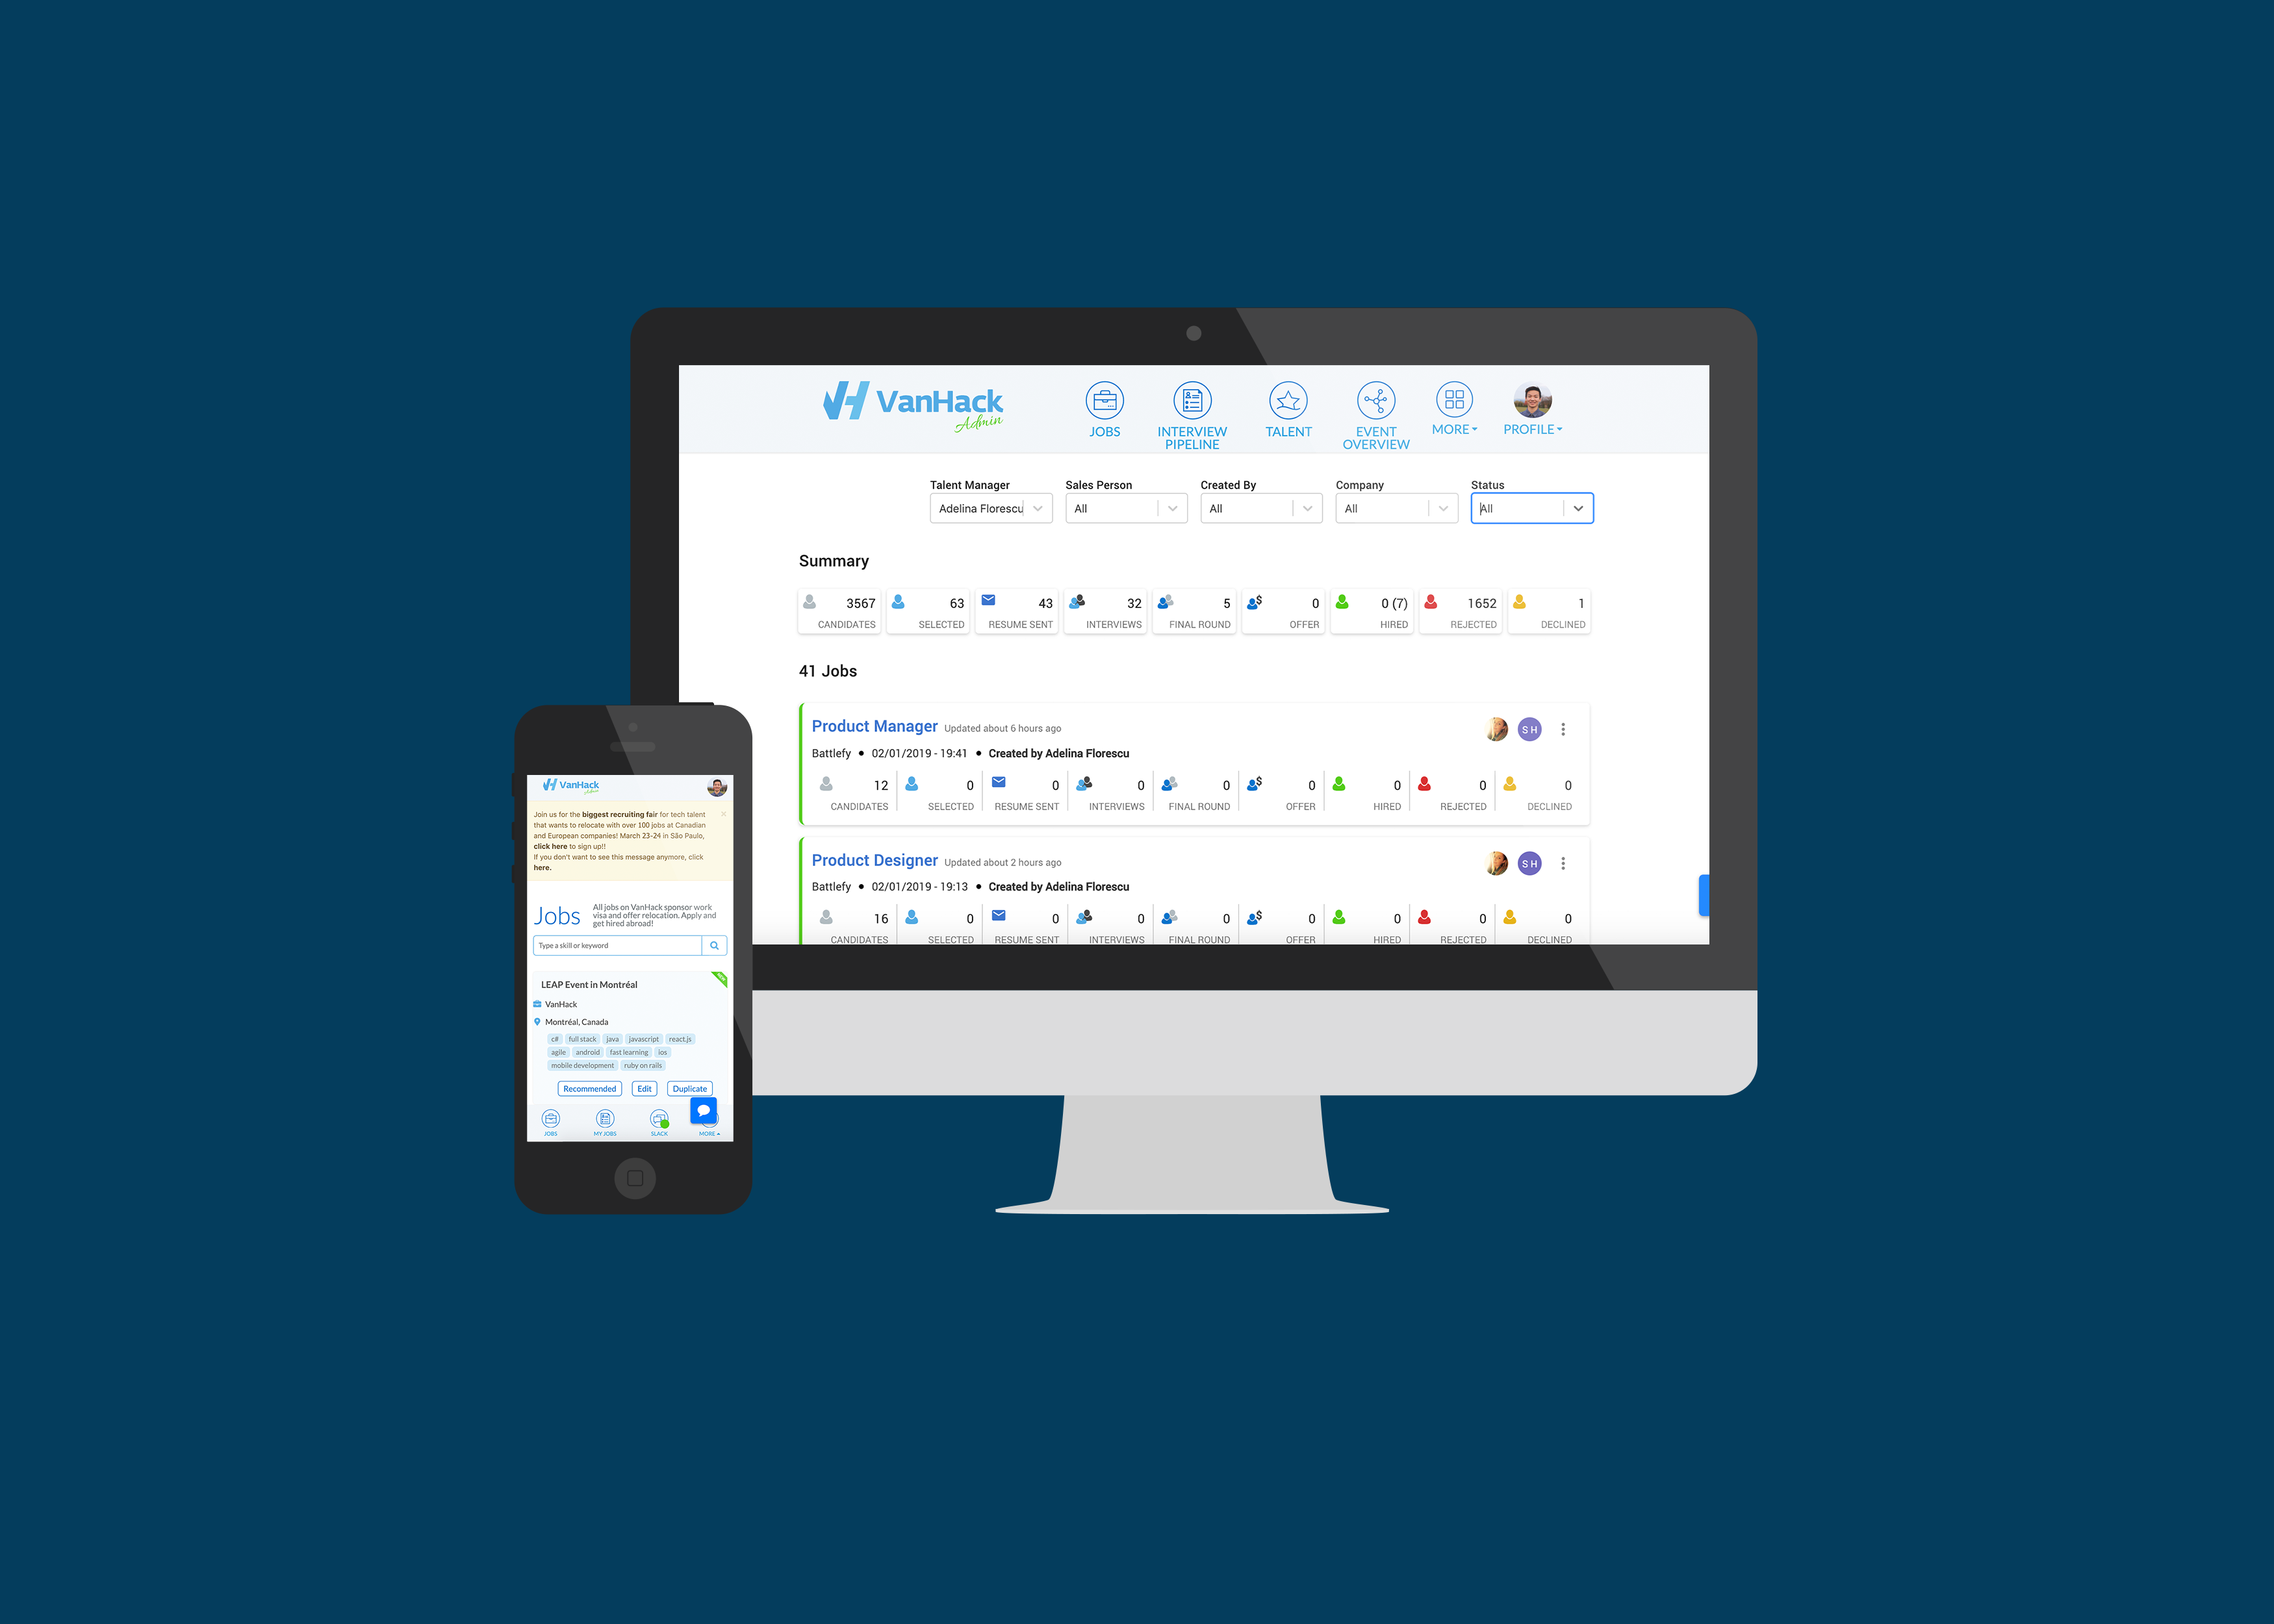 VanHack
Admin
JOBS
INTERVIEW
PIPELINE
TALENT
EVENT
OVERVIEW
MORE
PROFILE
Talent Manager
Sales Person
Created By
Company
Status
Adelina Florescu
All
All
All
All
Summary
3567
CANDIDATES
63
SELECTED
43
RESUME SENT
32
INTERVIEWS
5
FINAL ROUND
0
OFFER
0 (7)
HIRED
1652
REJECTED
1
DECLINED
41 Jobs
Product Manager Updated about 6 hours ago
S H
Battlefy • 02/01/2019 - 19:41 • Created by Adelina Florescu
12
CANDIDATES
0
SELECTED
0
RESUME SENT
0
INTERVIEWS
0
FINAL ROUND
0
OFFER
0
HIRED
0
REJECTED
0
DECLINED
Product Designer Updated about 2 hours ago
S H
Battlefy • 02/01/2019 - 19:13 • Created by Adelina Florescu
16
CANDIDATES
0
SELECTED
0
RESUME SENT
0
INTERVIEWS
0
FINAL ROUND
0
OFFER
0
HIRED
0
REJECTED
0
DECLINED
VanHack
Admin
Join us for the biggest recruiting fair for tech talent
that wants to relocate with over 100 jobs at Canadian
and European companies! March 23-24 in São Paulo,
click here to sign up!!
If you don't want to see this message anymore, click
here.
Jobs
All jobs on VanHack sponsor work
visa and offer relocation. Apply and
get hired abroad!
Type a skill or keyword
LEAP Event in Montréal
VanHack
Montréal, Canada
c# full stack java javascript react.js
agile android fast learning ios
mobile development ruby on rails
Recommended Edit Duplicate
JOBS
MY JOBS
SLACK
MORE